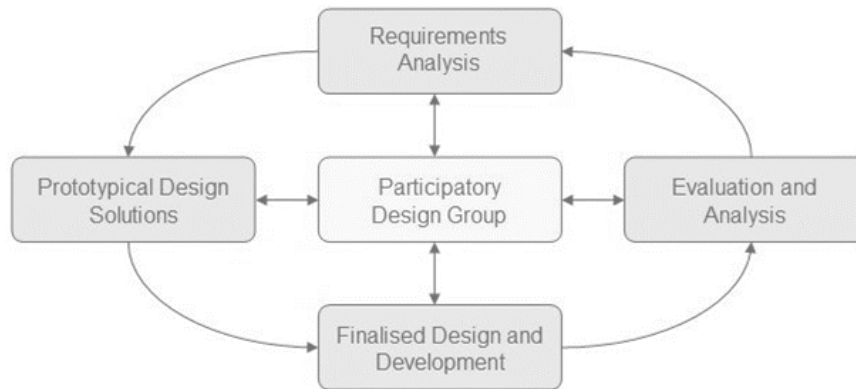 Requirements
Analysis
Prototypical Design
Solutions
Participatory
Design Group
Evaluation and
Analysis
Finalised Design and
Development